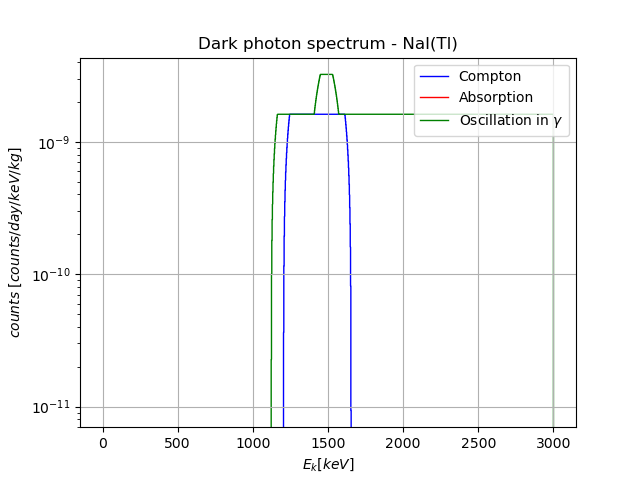 Dark photon spectrum - NaI(Tl)
Compton
Absorption
Oscillation in γ
counts [counts/day/keV/kg]
10⁻⁹
10⁻¹⁰
10⁻¹¹
0 500 1000 1500 2000 2500 3000
E_k[keV]